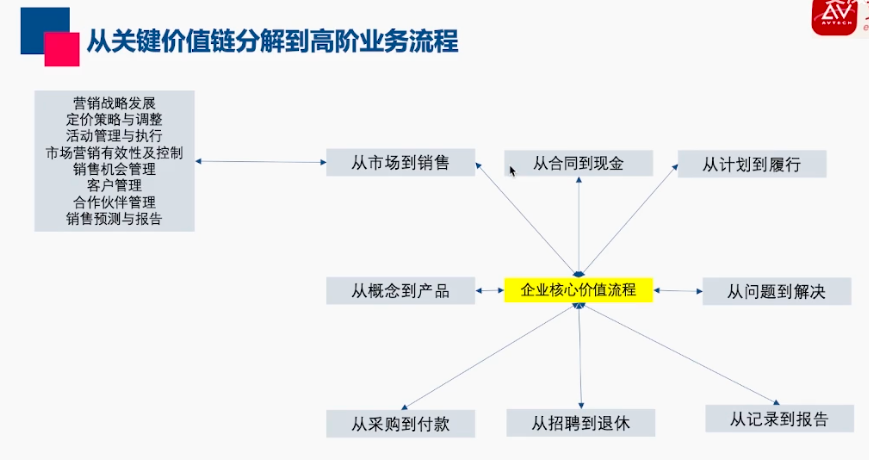 从关键价值链分解到高阶业务流程
AVTECH
营销战略发展
定价策略与调整
活动管理与执行
市场营销有效性及控制
销售机会管理
客户管理
合作伙伴管理
销售预测与报告
从市场到销售
从合同到现金
从计划到履行
从概念到产品
企业核心价值流程
从问题到解决
从采购到付款
从招聘到退休
从记录到报告